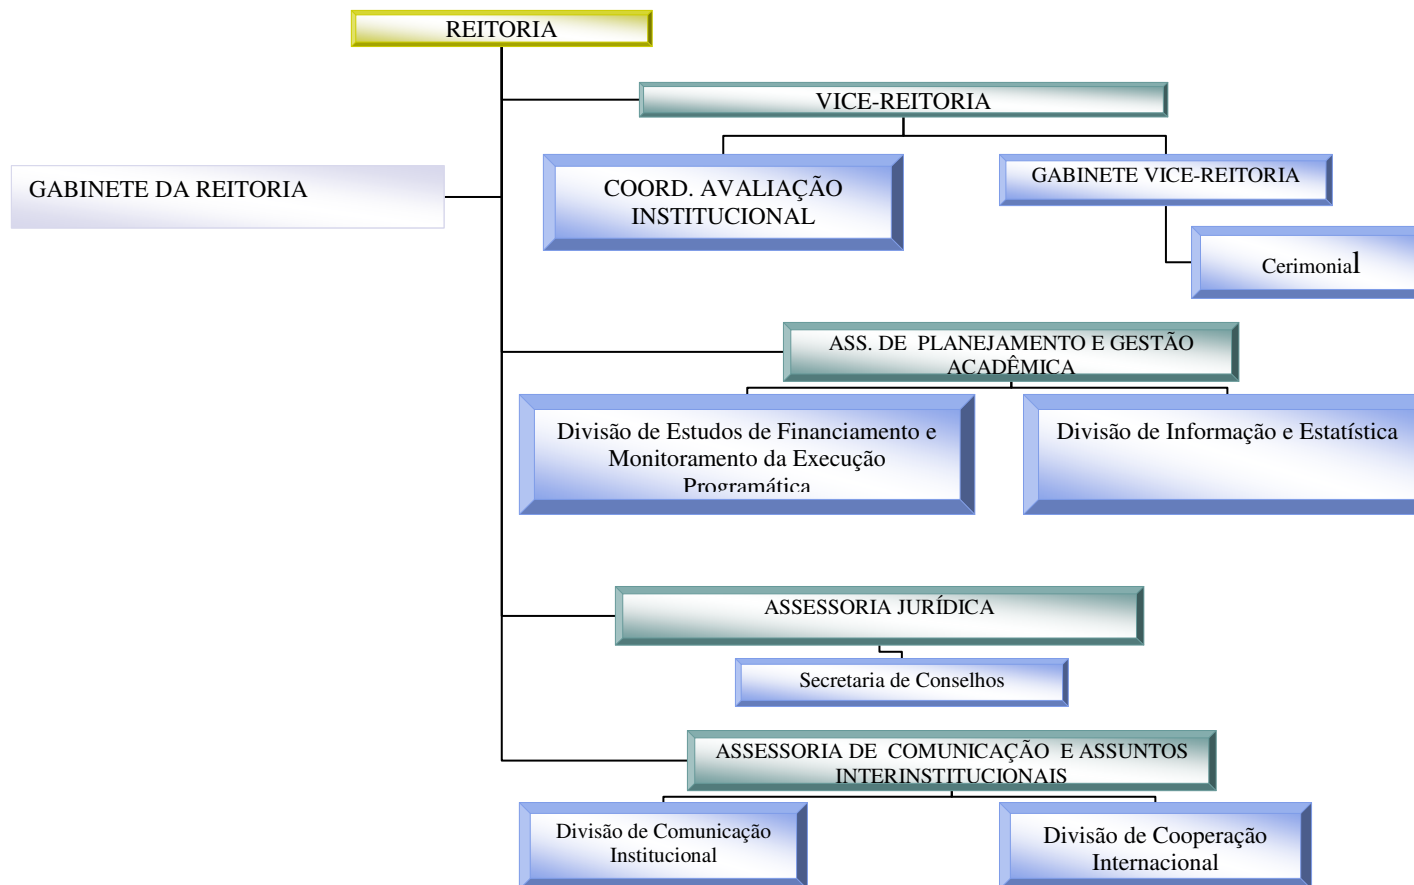 REITORIA
VICE-REITORIA
GABINETE DA REITORIA
COORD. AVALIAÇÃO
INSTITUCIONAL
GABINETE VICE-REITORIA
Cerimonial
ASS. DE PLANEJAMENTO E GESTÃO
ACADÊMICA
Divisão de Estudos de Financiamento e
Monitoramento da Execução
Programática
Divisão de Informação e Estatística
ASSESSORIA JURÍDICA
Secretaria de Conselhos
ASSESSORIA DE COMUNICAÇÃO E ASSUNTOS
INTERINSTITUCIONAIS
Divisão de Comunicação
Institucional
Divisão de Cooperação
Internacional